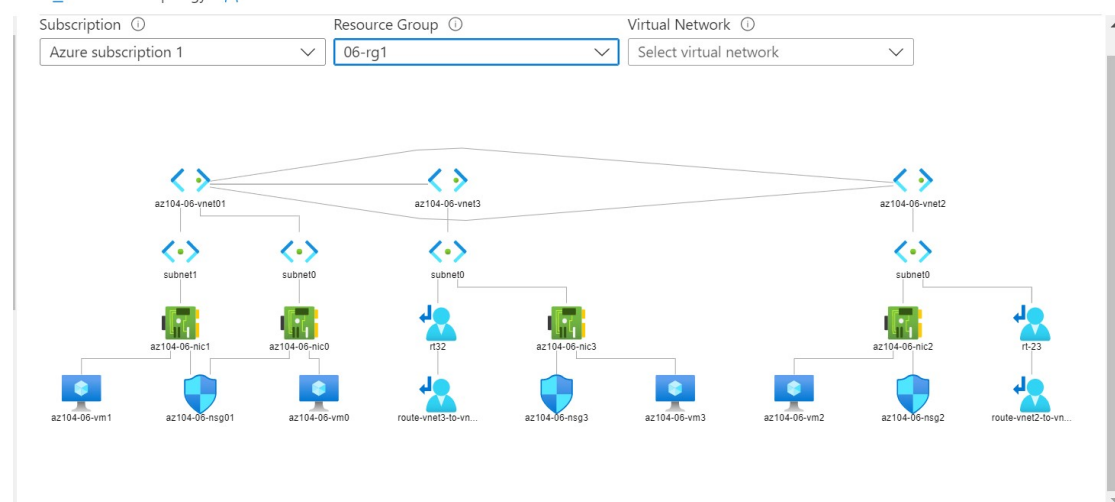 Subscription Resource Group Virtual Network
Azure subscription 1 06-rg1 Select virtual network
az104-06-vnet01 az104-06-vnet3 az104-06-vnet2
subnet1 subnet0 subnet0 subnet0
az104-06-nic1 az104-06-nic0 rt32 az104-06-nic3 az104-06-nic2 rt-23
az104-06-vm1 az104-06-nsg01 az104-06-vm0 route-vnet3-to-vn... az104-06-nsg3 az104-06-vm3 az104-06-vm2 az104-06-nsg2 route-vnet2-to-vn...